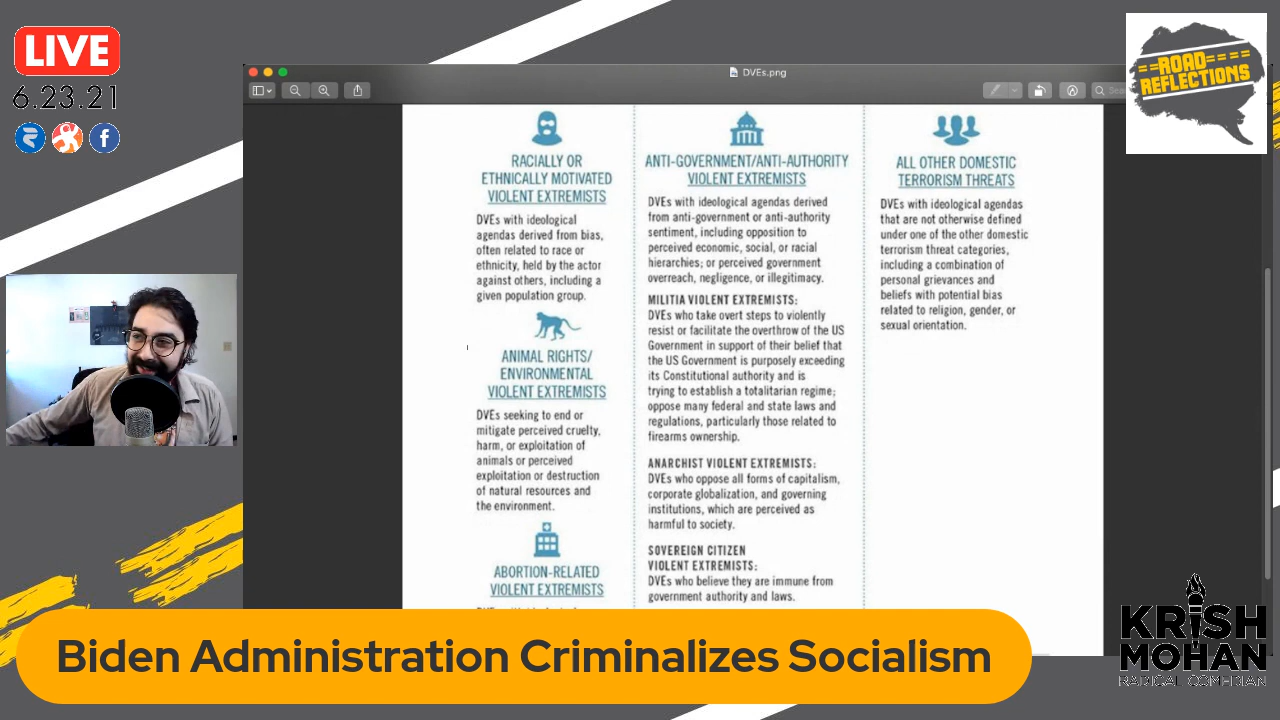 LIVE
6.23.21
DVEs.png
==ROAD====
REFLECTIONS
RACIALLY OR
ETHNICALLY MOTIVATED
VIOLENT EXTREMISTS
DVEs with ideological
agendas derived from bias,
often related to race or
ethnicity, held by the actor
against others, including a
given population group.
ANIMAL RIGHTS/
ENVIRONMENTAL
VIOLENT EXTREMISTS
DVEs seeking to end or
mitigate perceived cruelty,
harm, or exploitation of
animals or perceived
exploitation or destruction
of natural resources and
the environment.
ABORTION-RELATED
VIOLENT EXTREMISTS
ANTI-GOVERNMENT/ANTI-AUTHORITY
VIOLENT EXTREMISTS
DVEs with ideological agendas derived
from anti-government or anti-authority
sentiment, including opposition to
perceived economic, social, or racial
hierarchies; or perceived government
overreach, negligence, or illegitimacy.
MILITIA VIOLENT EXTREMISTS:
DVEs who take overt steps to violently
resist or facilitate the overthrow of the US
Government in support of their belief that
the US Government is purposely exceeding
its Constitutional authority and is
trying to establish a totalitarian regime;
oppose many federal and state laws and
regulations, particularly those related to
firearms ownership.
ANARCHIST VIOLENT EXTREMISTS:
DVEs who oppose all forms of capitalism,
corporate globalization, and governing
institutions, which are perceived as
harmful to society.
SOVEREIGN CITIZEN
VIOLENT EXTREMISTS:
DVEs who believe they are immune from
government authority and laws.
ALL OTHER DOMESTIC
TERRORISM THREATS
DVEs with ideological agendas
that are not otherwise defined
under one of the other domestic
terrorism threat categories,
including a combination of
personal grievances and
beliefs with potential bias
related to religion, gender, or
sexual orientation.
Biden Administration Criminalizes Socialism
KRISH
MOHAN
RADICAL COMEDIAN